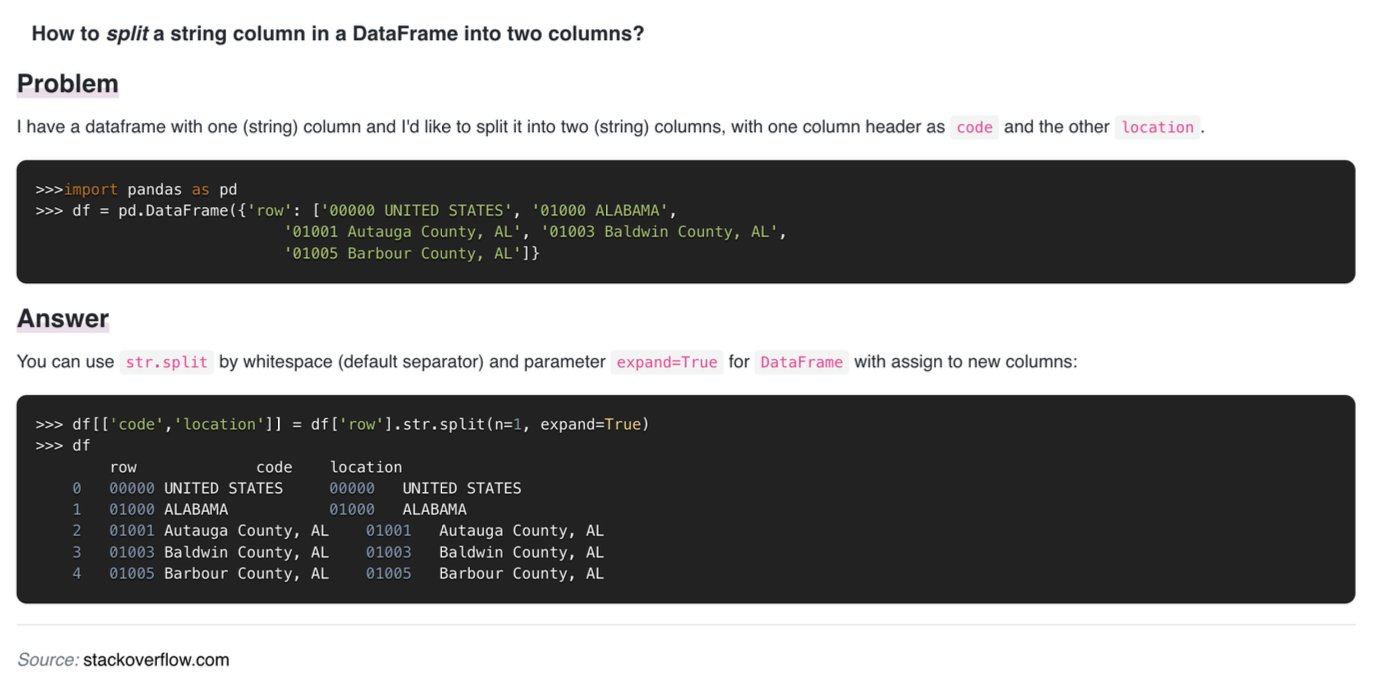 How to split a string column in a DataFrame into two columns?
Problem
I have a dataframe with one (string) column and I'd like to split it into two (string) columns, with one column header as code and the other location .
>>>import pandas as pd
>>> df = pd.DataFrame({'row': ['00000 UNITED STATES', '01000 ALABAMA',
'01001 Autauga County, AL', '01003 Baldwin County, AL',
'01005 Barbour County, AL']}
Answer
You can use str.split by whitespace (default separator) and parameter expand=True for DataFrame with assign to new columns:
>>> df[['code','location']] = df['row'].str.split(n=1, expand=True)
>>> df
row code location
0 00000 UNITED STATES 00000 UNITED STATES
1 01000 ALABAMA 01000 ALABAMA
2 01001 Autauga County, AL 01001 Autauga County, AL
3 01003 Baldwin County, AL 01003 Baldwin County, AL
4 01005 Barbour County, AL 01005 Barbour County, AL
Source: stackoverflow.com